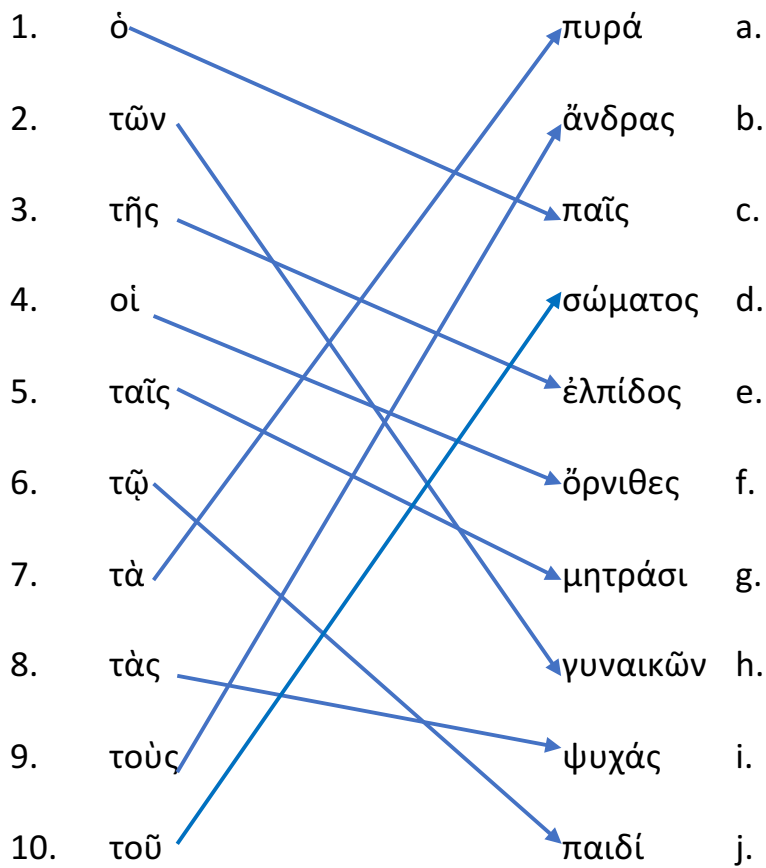 1. ὁ πυρά a.
2. τῶν ἄνδρας b.
3. τῆς παῖς c.
4. οἱ σώματος d.
5. ταῖς ἐλπίδος e.
6. τῷ ὄρνιθες f.
7. τὰ μητράσι g.
8. τὰς γυναικῶν h.
9. τοὺς ψυχάς i.
10. τοῦ παιδί j.